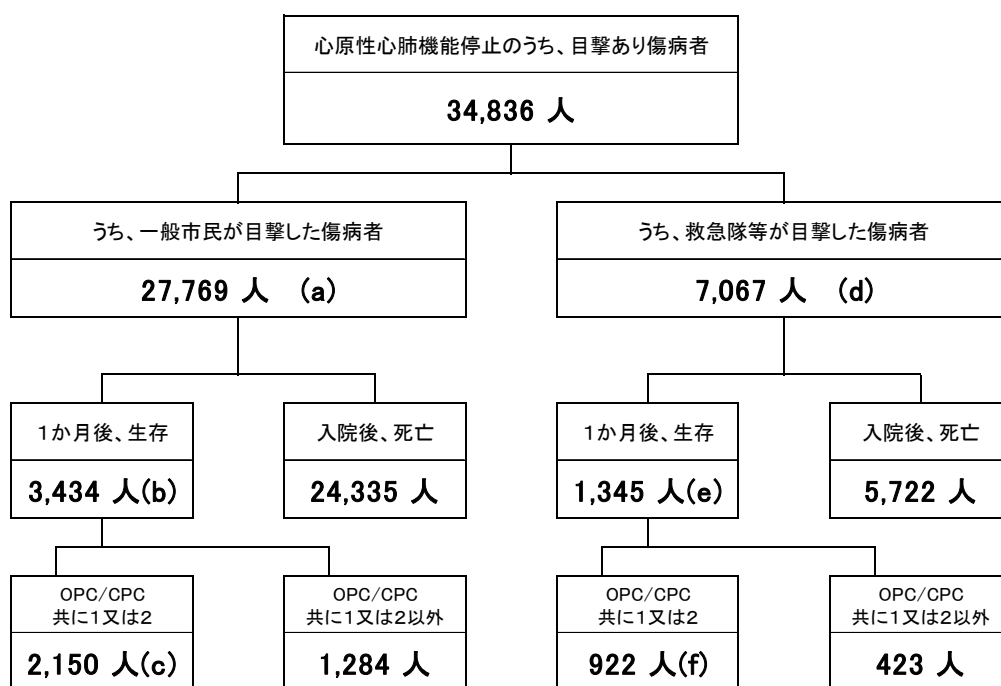 心原性心肺機能停止のうち、目撃あり傷病者
34,836 人
うち、一般市民が目撃した傷病者
27,769 人 (a)
うち、救急隊等が目撃した傷病者
7,067 人 (d)
1か月後、生存
3,434 人(b)
入院後、死亡
24,335 人
1か月後、生存
1,345 人(e)
入院後、死亡
5,722 人
OPC/CPC
共に1又は2
2,150 人(c)
OPC/CPC
共に1又は2以外
1,284 人
OPC/CPC
共に1又は2
922 人(f)
OPC/CPC
共に1又は2以外
423 人